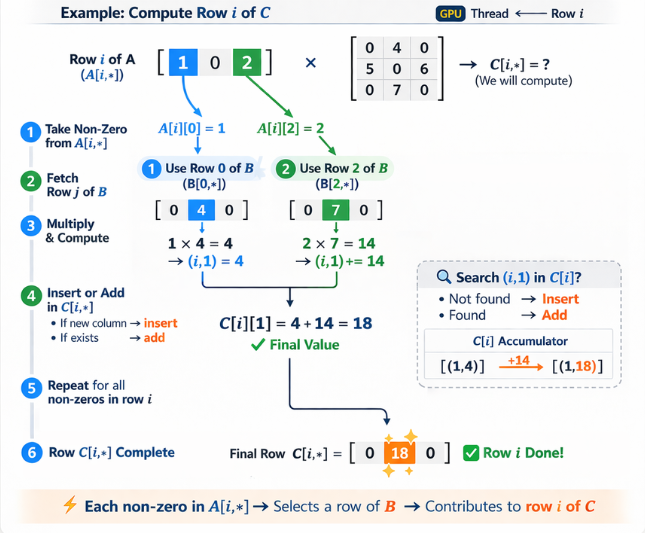 Example: Compute Row i of C
GPU Thread ⟵ Row i
Row i of A
(A[i,*])
[ 1 0 2 ]
×
0 4 0
5 0 6
0 7 0
→ C[i,*] = ?
(We will compute)
1 Take Non-Zero
from A[i,*]
A[i][0] = 1
A[i][2] = 2
2 Fetch
Row j of B
1 Use Row 0 of B
(B[0,*])
[ 0 4 0 ]
2 Use Row 2 of B
(B[2,*])
[ 0 7 0 ]
3 Multiply
& Compute
1 × 4 = 4
→ (i,1) = 4
2 × 7 = 14
→ (i,1) += 14
4 Insert or Add
in C[i,*]
• If new column → insert
• If exists → add
C[i][1] = 4 + 14 = 18
✓ Final Value
🔍 Search (i,1) in C[i]?
• Not found → Insert
• Found → Add
C[i] Accumulator
[(1,4)] +14 → [(1,18)]
5 Repeat for all
non-zeros in row i
6 Row C[i,*] Complete
Final Row C[i,*] = [ 0 18 0 ]
✅ Row i Done!
⚡ Each non-zero in A[i,*] → Selects a row of B → Contributes to row i of C